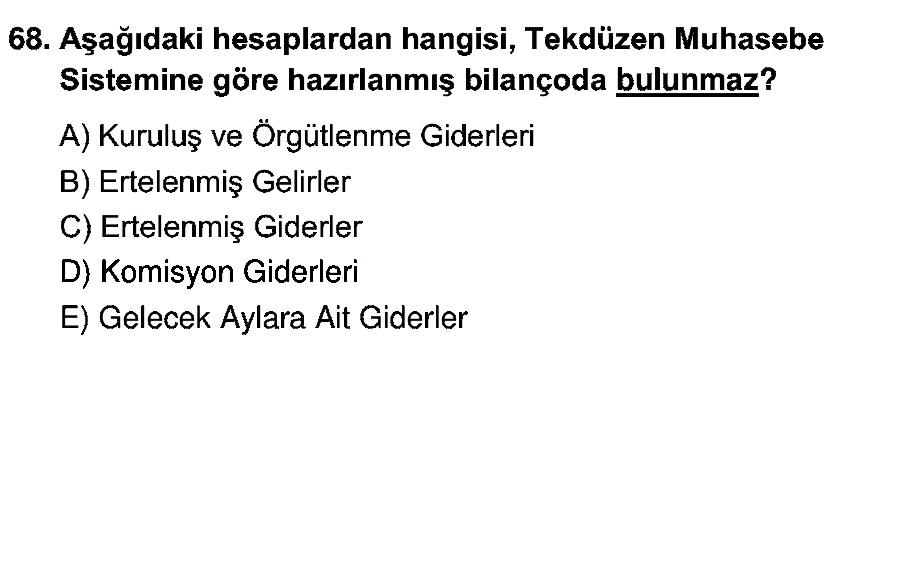 68. Aşağıdaki hesaplardan hangisi, Tekdüzen Muhasebe
Sistemine göre hazırlanmış bilançoda bulunmaz?
A) Kuruluş ve Örgütlenme Giderleri
B) Ertelenmiş Gelirler
C) Ertelenmiş Giderler
D) Komisyon Giderleri
E) Gelecek Aylara Ait Giderler